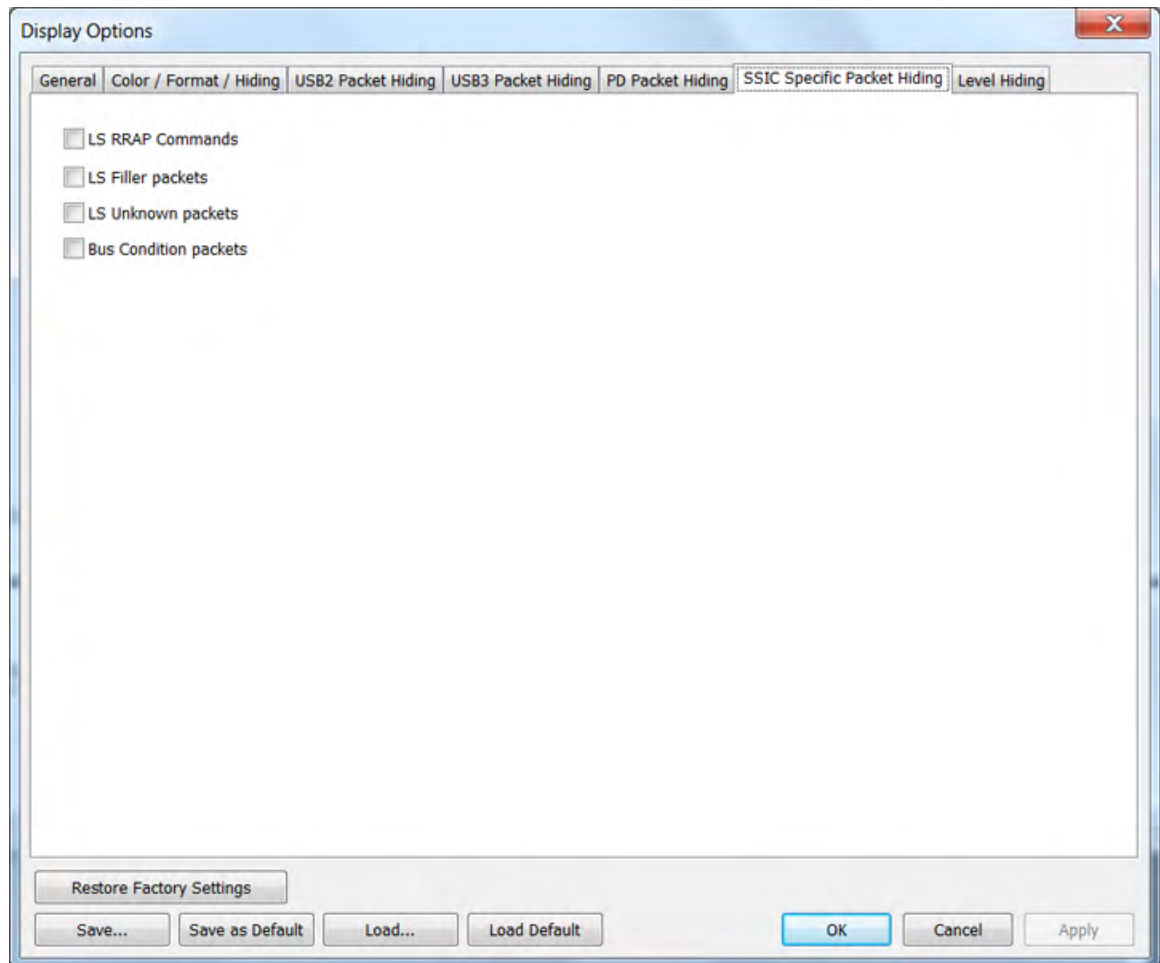 Display Options
General Color / Format / Hiding USB2 Packet Hiding USB3 Packet Hiding PD Packet Hiding SSIC Specific Packet Hiding Level Hiding
LS RRAP Commands
LS Filler packets
LS Unknown packets
Bus Condition packets
Restore Factory Settings
Save... Save as Default Load... Load Default OK Cancel Apply